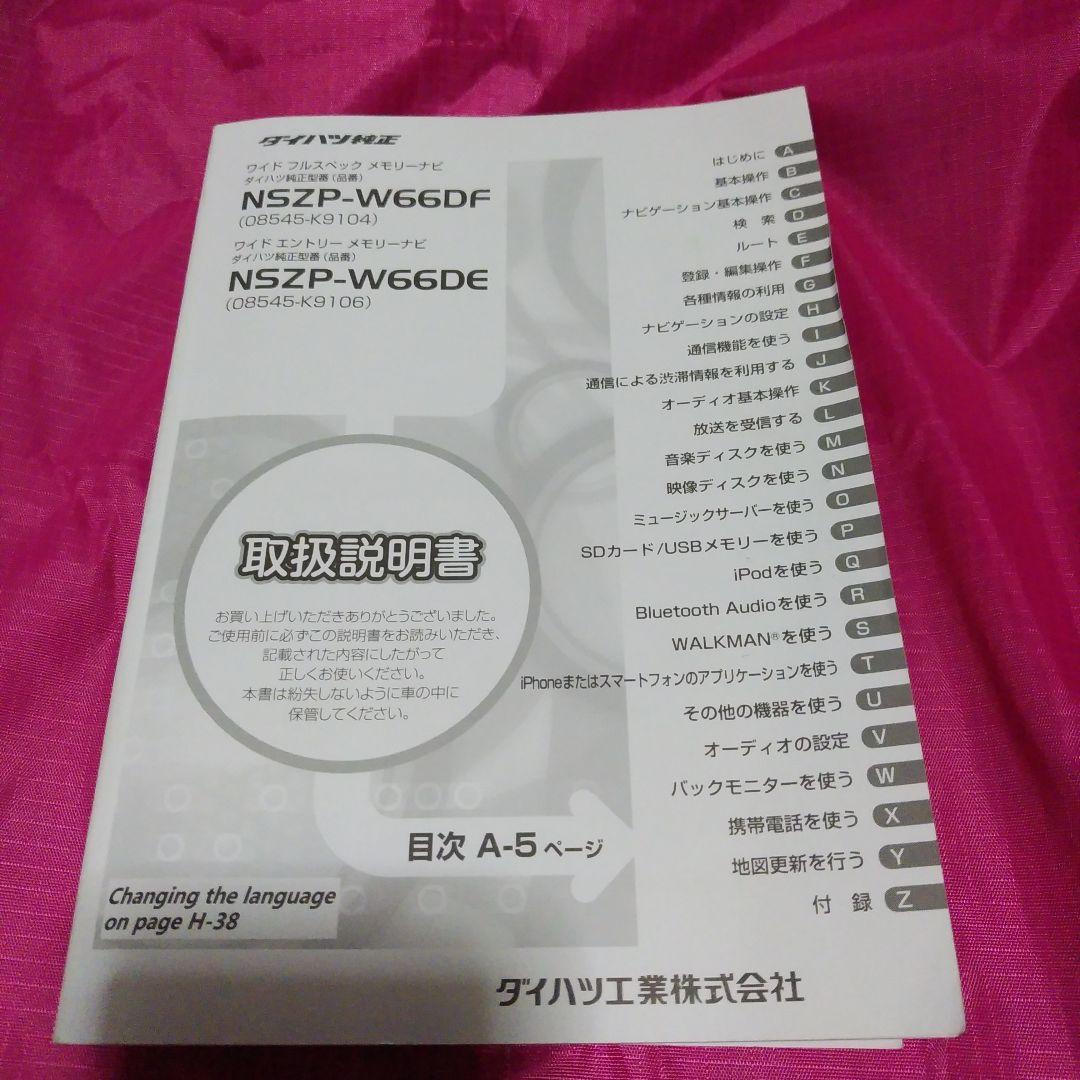 ダイハツ純正
ワイド フルスペック メモリーナビ
ダイハツ純正型番(品番)
NSZP-W66DF
(08545-K9104)
ワイド エントリー メモリーナビ
ダイハツ純正型番(品番)
NSZP-W66DE
(08545-K9106)
はじめに A
基本操作 B
ナビゲーション基本操作 C
検 索 D
ルート E
登録・編集操作 F
各種情報の利用 G
ナビゲーションの設定 H
通信機能を使う I
通信による渋滞情報を利用する J
オーディオ基本操作 K
放送を受信する L
音楽ディスクを使う M
映像ディスクを使う N
ミュージックサーバーを使う O
SDカード/USBメモリーを使う P
iPodを使う Q
Bluetooth Audioを使う R
WALKMAN®を使う S
iPhoneまたはスマートフォンのアプリケーションを使う T
その他の機器を使う U
オーディオの設定 V
バックモニターを使う W
携帯電話を使う X
地図更新を行う Y
付 録 Z
取扱説明書
お買い上げいただきありがとうございました。
ご使用前に必ずこの説明書をお読みいただき、
記載された内容にしたがって
正しくお使いください。
本書は紛失しないように車の中に
保管してください。
目次 A-5 ページ
Changing the language
on page H-38
ダイハツ工業株式会社